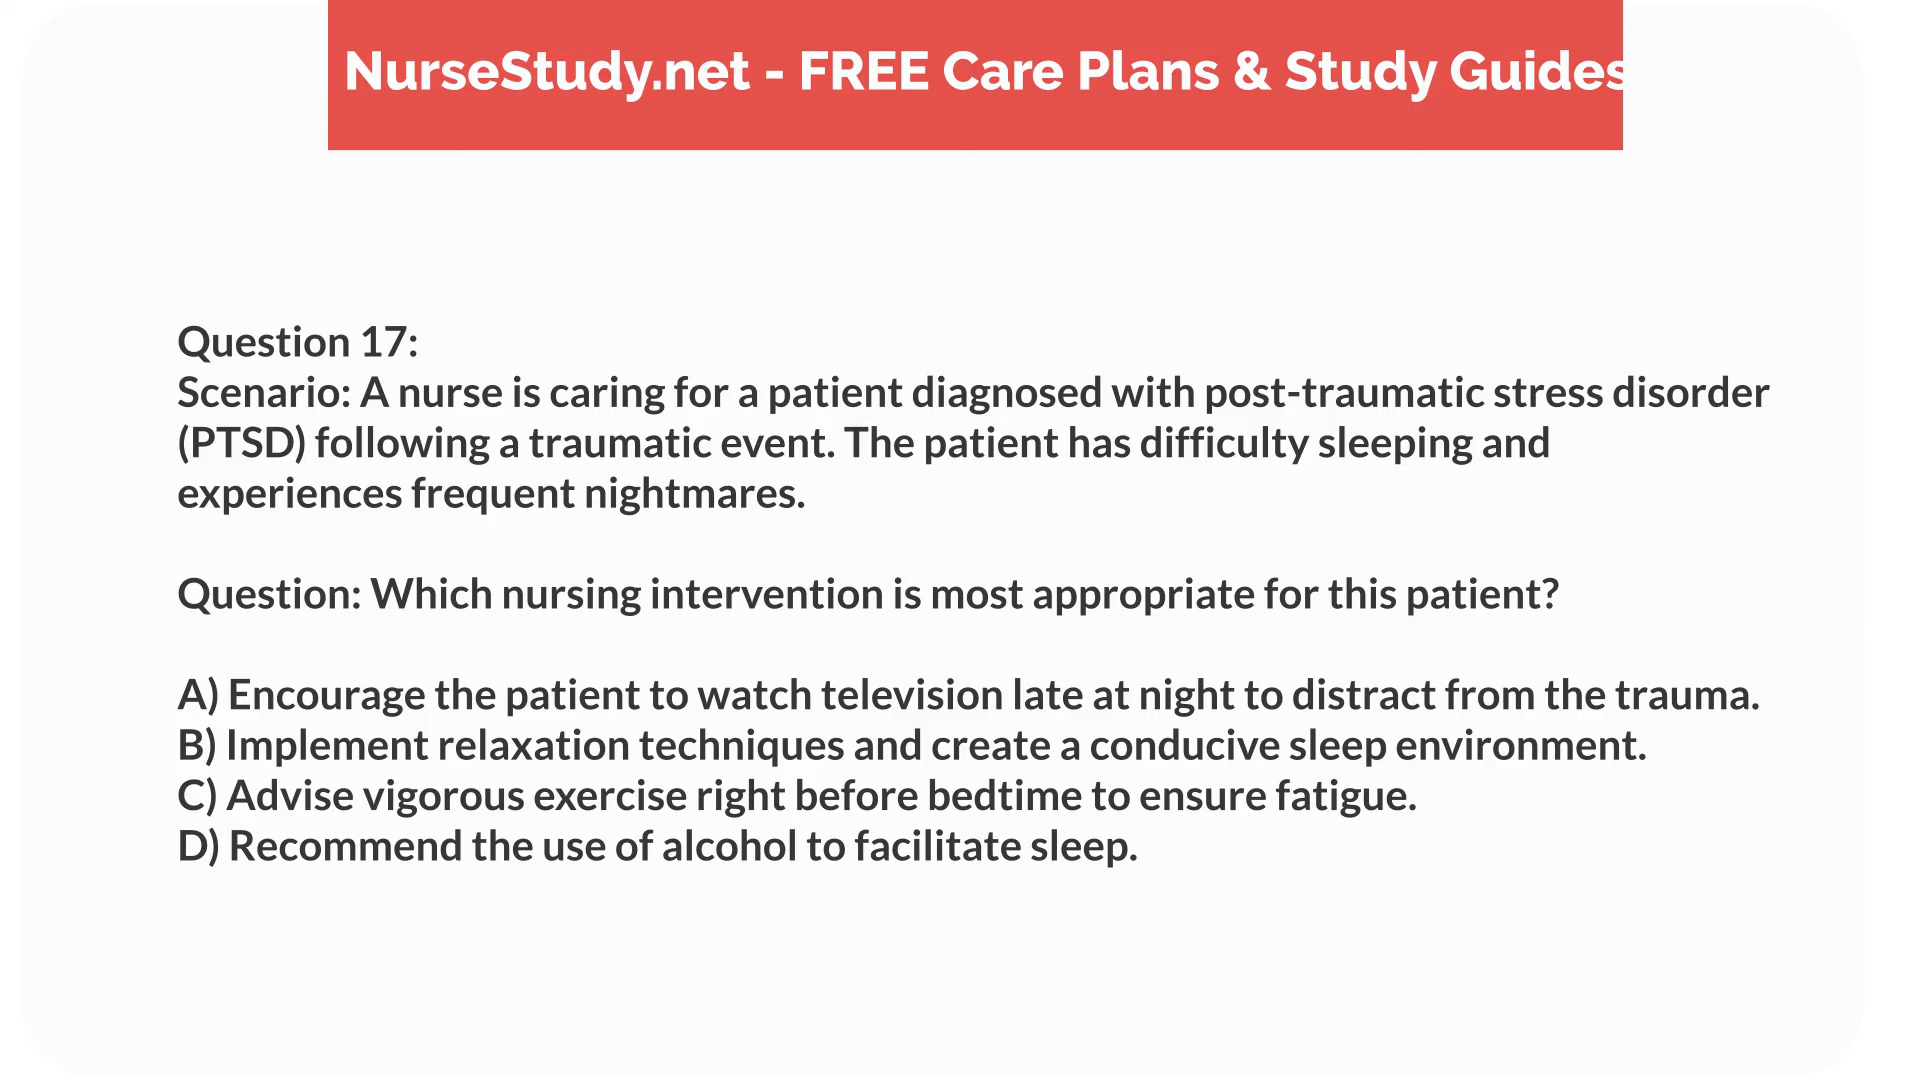 NurseStudy.net - FREE Care Plans & Study Guides
Question 17:
Scenario: A nurse is caring for a patient diagnosed with post-traumatic stress disorder
(PTSD) following a traumatic event. The patient has difficulty sleeping and
experiences frequent nightmares.
Question: Which nursing intervention is most appropriate for this patient?
A) Encourage the patient to watch television late at night to distract from the trauma.
B) Implement relaxation techniques and create a conducive sleep environment.
C) Advise vigorous exercise right before bedtime to ensure fatigue.
D) Recommend the use of alcohol to facilitate sleep.